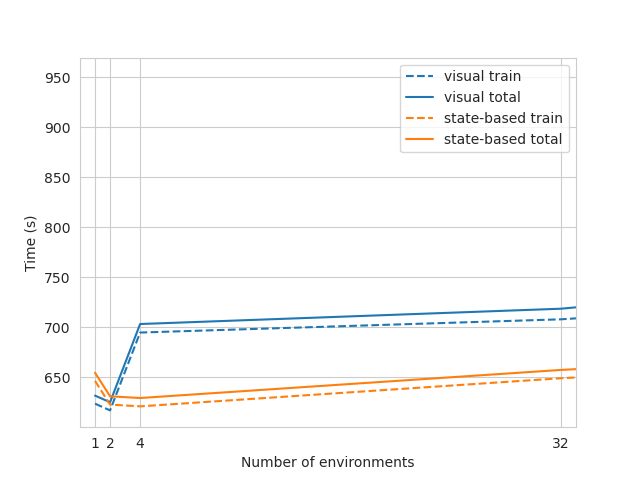 950
900
850
800
750
700
650
Time (s)
visual train
visual total
state-based train
state-based total
1 2 4 32
Number of environments